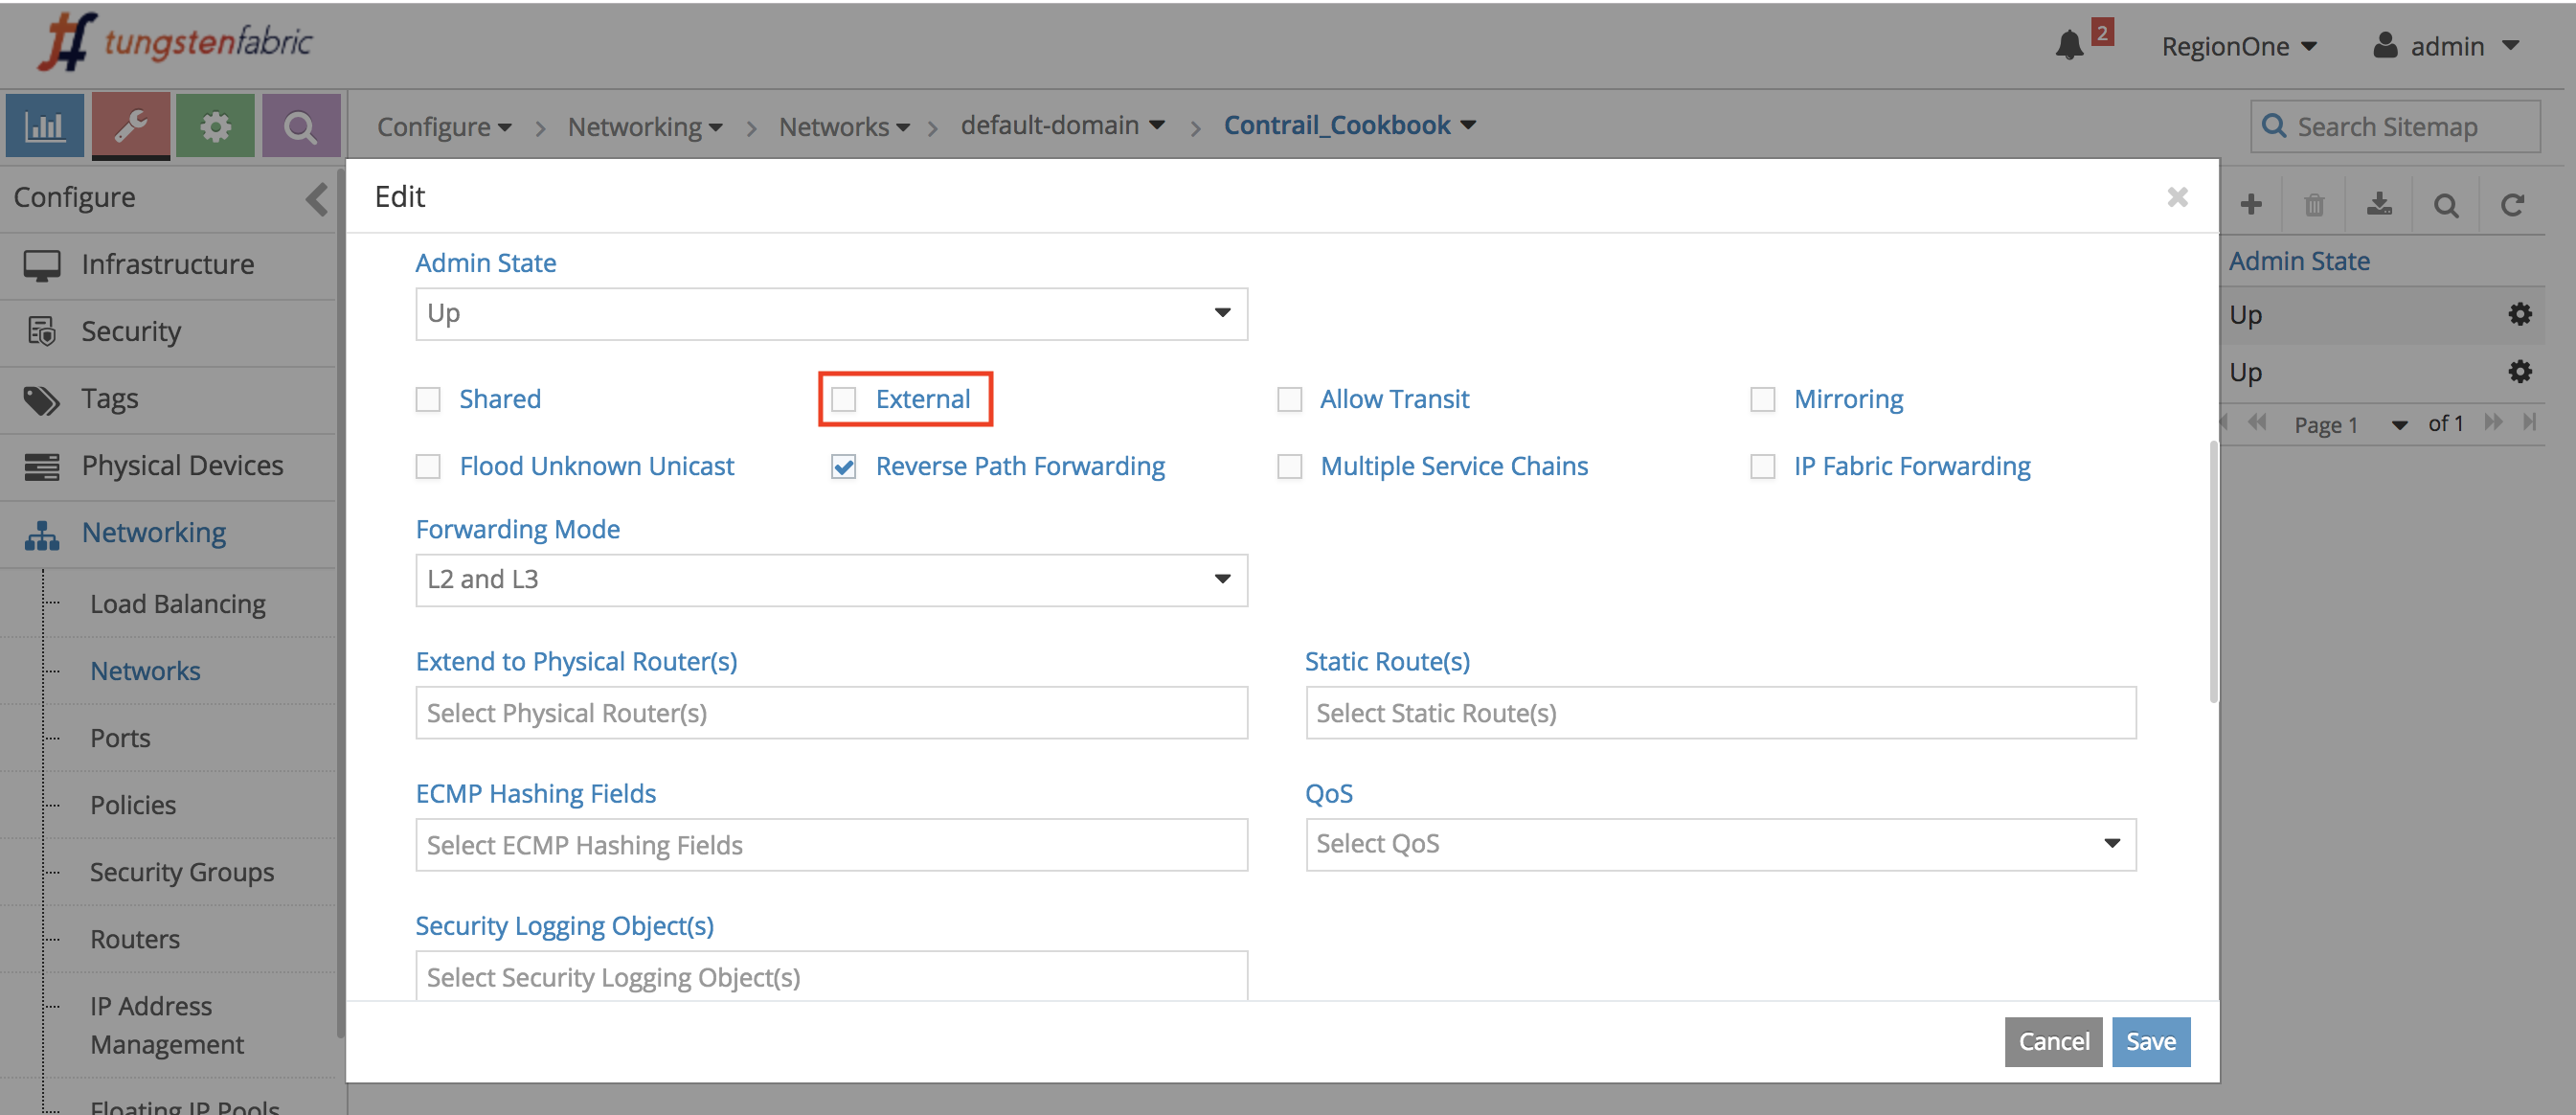 tungstenfabric
2
RegionOne
admin
Configure
Networking
Networks
default-domain
Contrail_Cookbook
Search Sitemap
Configure
Infrastructure
Security
Tags
Physical Devices
Networking
Load Balancing
Networks
Ports
Policies
Security Groups
Routers
IP Address
Management
Floating IP Pools
Edit
Admin State
Up
Shared
External
Allow Transit
Mirroring
Flood Unknown Unicast
Reverse Path Forwarding
Multiple Service Chains
IP Fabric Forwarding
Forwarding Mode
L2 and L3
Extend to Physical Router(s)
Static Route(s)
Select Physical Router(s)
Select Static Route(s)
ECMP Hashing Fields
QoS
Select ECMP Hashing Fields
Select QoS
Security Logging Object(s)
Select Security Logging Object(s)
Cancel
Save
Admin State
Up
Up
Page 1
of 1